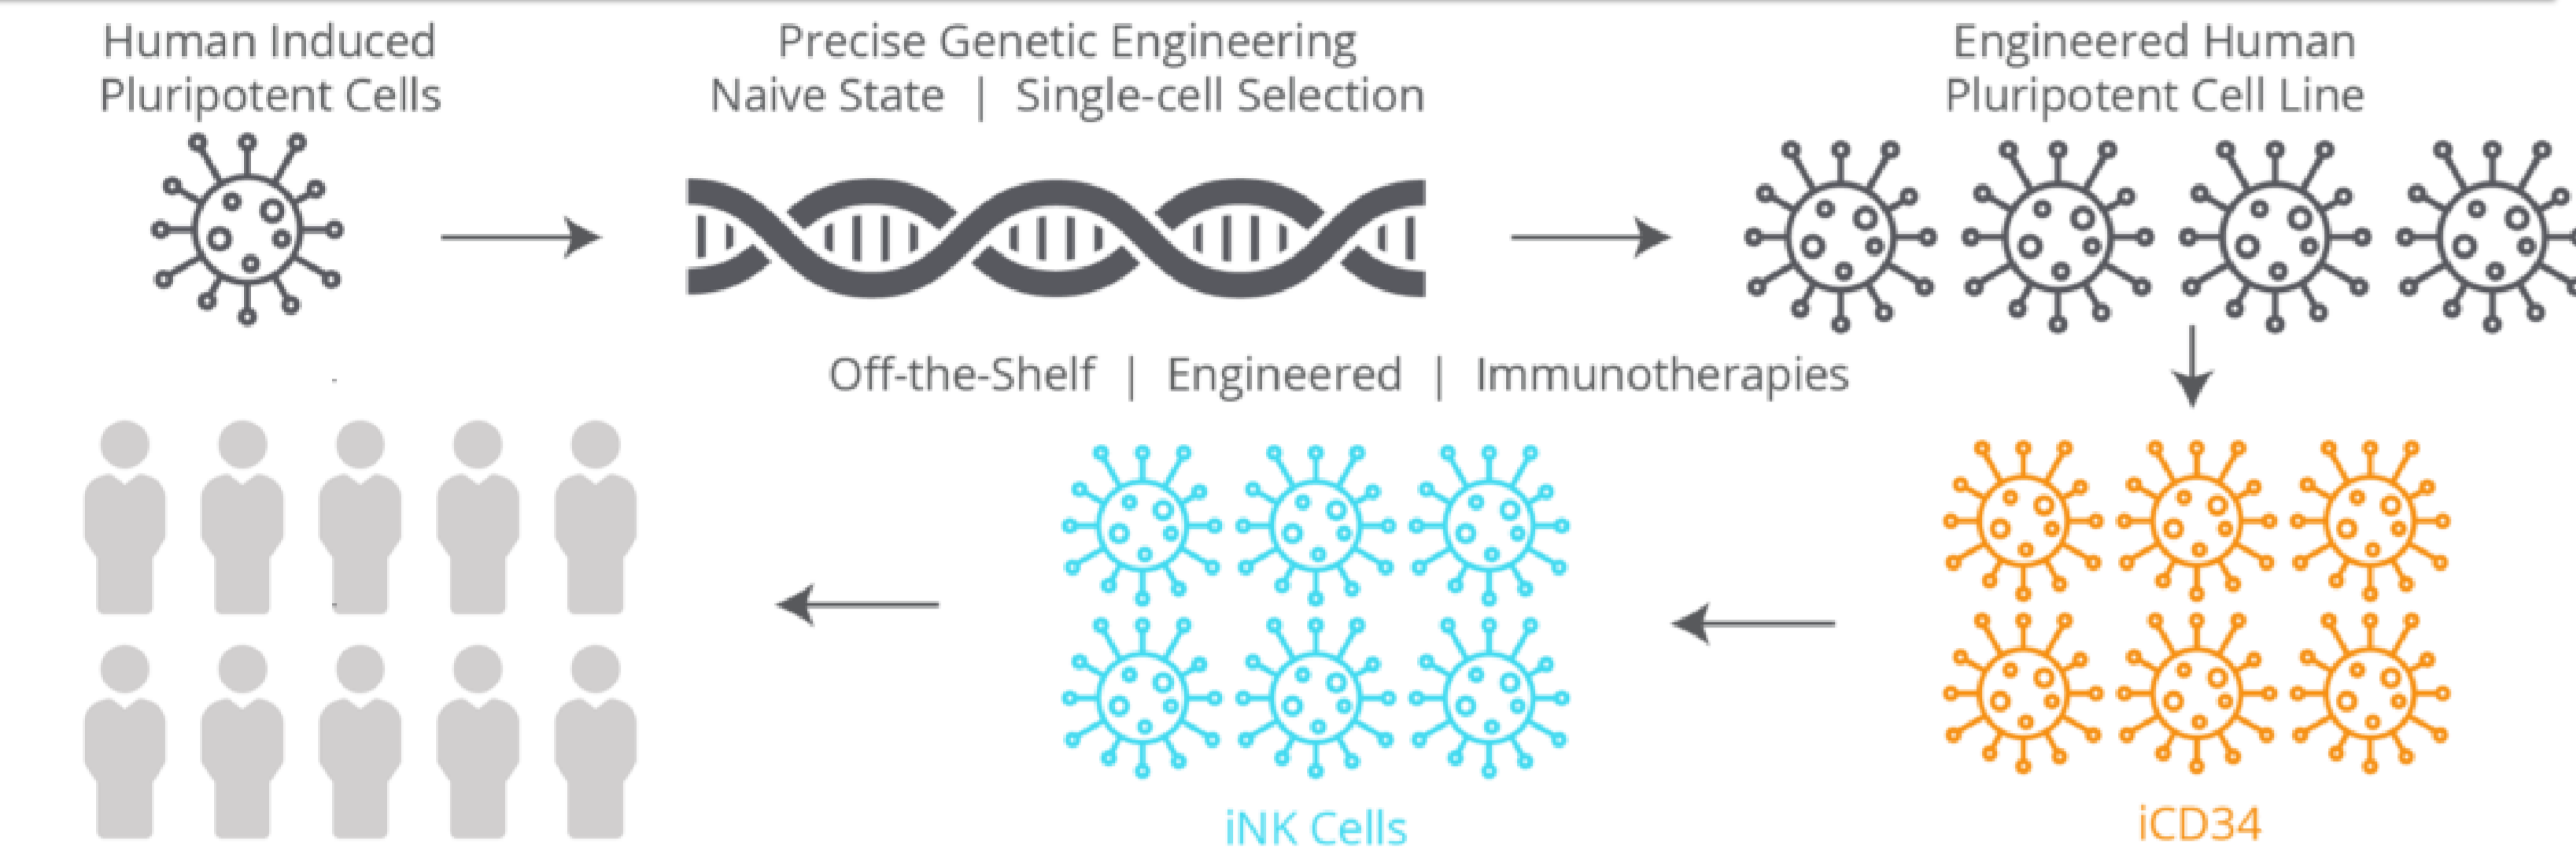 Human Induced
Pluripotent Cells
Precise Genetic Engineering
Naive State | Single-cell Selection
Engineered Human
Pluripotent Cell Line
Off-the-Shelf | Engineered | Immunotherapies
iNK Cells
iCD34